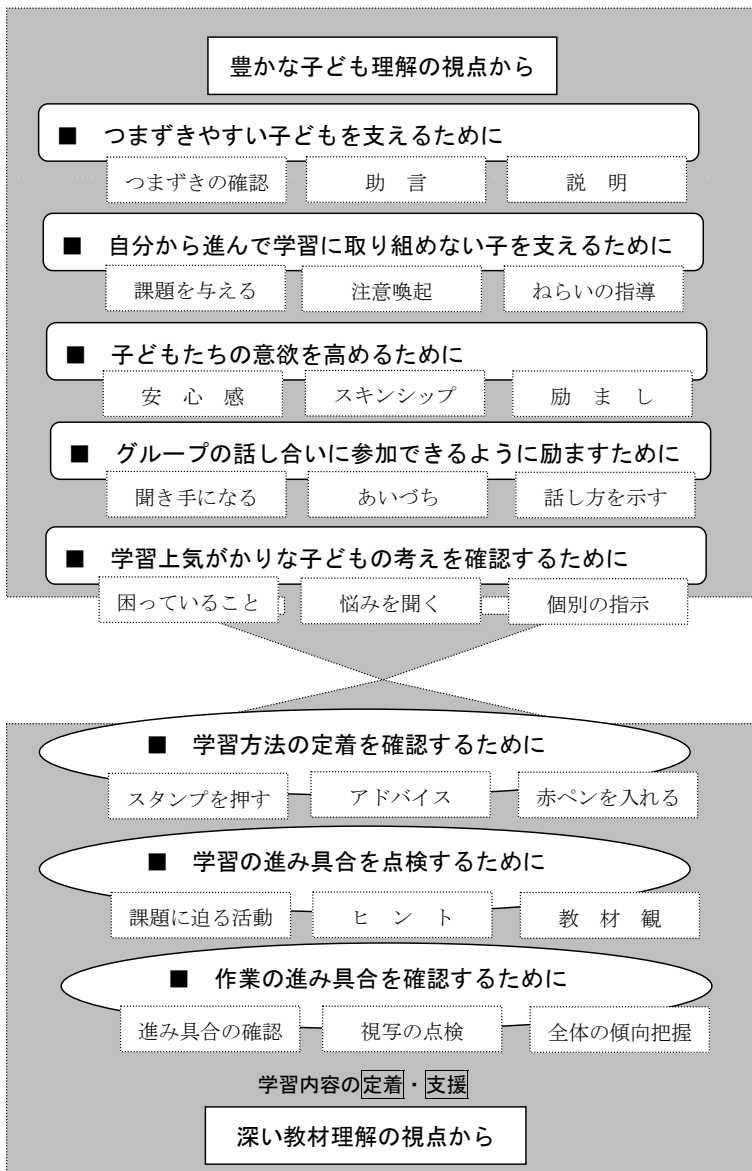 豊かな子ども理解の視点から
■ つまずきやすい子どもを支えるために
つまずきの確認 助 言 説 明
■ 自分から進んで学習に取り組めない子を支えるために
課題を与える 注意喚起 ねらいの指導
■ 子どもたちの意欲を高めるために
安 心 感 スキンシップ 励 ま し
■ グループの話し合いに参加できるように励ますために
聞き手になる あいづち 話し方を示す
■ 学習上気がかりな子どもの考えを確認するために
困っていること 悩みを聞く 個別の指示
■ 学習方法の定着を確認するために
スタンプを押す アドバイス 赤ペンを入れる
■ 学習の進み具合を点検するために
課題に迫る活動 ヒ ン ト 教 材 観
■ 作業の進み具合を確認するために
進み具合の確認 視写の点検 全体の傾向把握
学習内容の定着・支援
深い教材理解の視点から